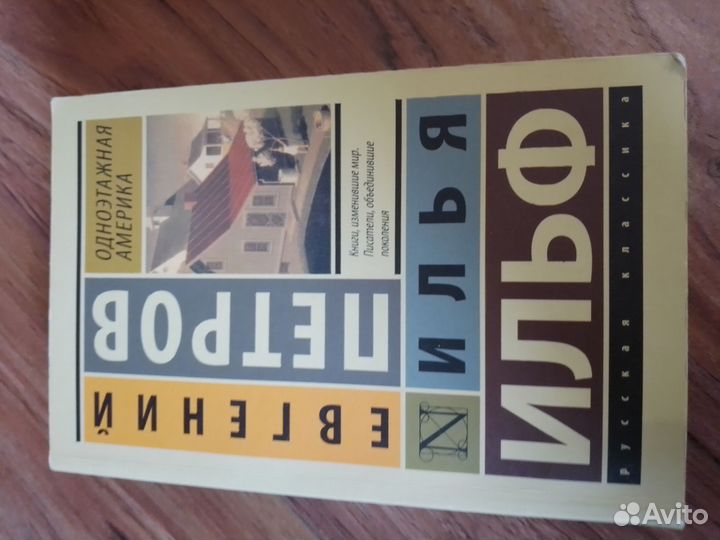 ЕВГЕНИЙ
ПЕТРОВ
ОДНОЭТАЖНАЯ
АМЕРИКА
Книги, изменившие мир.
Писатели, объединившие
поколения
И
ИЛЬЯ
ИЛЬФ
русская классика
Avito